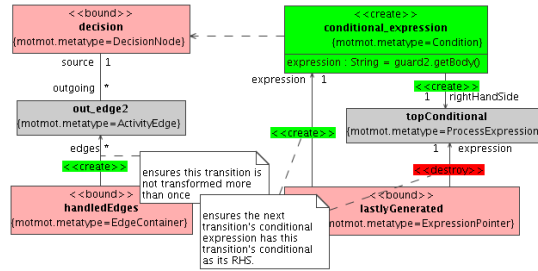 <<bound>>
decision
{motmot.metatype=DecisionNode}
source 1
outgoing *
out_edge2
{motmot.metatype=ActivityEdge}
edges *
<<create>>
<<bound>>
handledEdges
{motmot.metatype=EdgeContainer}
<<create>>
conditional_expression
{motmot.metatype=Condition}
expression : String = guard2.getBody()
expression 1
<<create>>
1 rightHandSide
topConditional
{motmot.metatype=ProcessExpression
1 expression
<<create>>
<<destroy>>
ensures this transition is
not transformed more
than once
ensures the next
transition's conditional
expression has this
transition's conditional
as its RHS.
<<bound>>
lastlyGenerated
{motmot.metatype=ExpressionPointer}